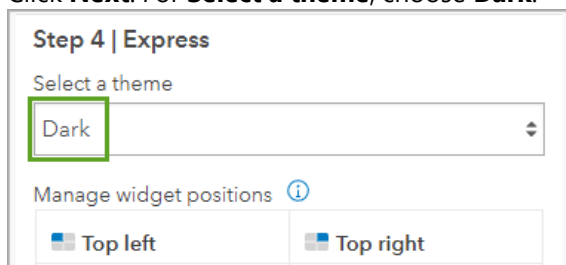 Click Next. For Select a theme, choose Dark.
Step 4 | Express
Select a theme
Dark
Manage widget positions
Top left
Top right